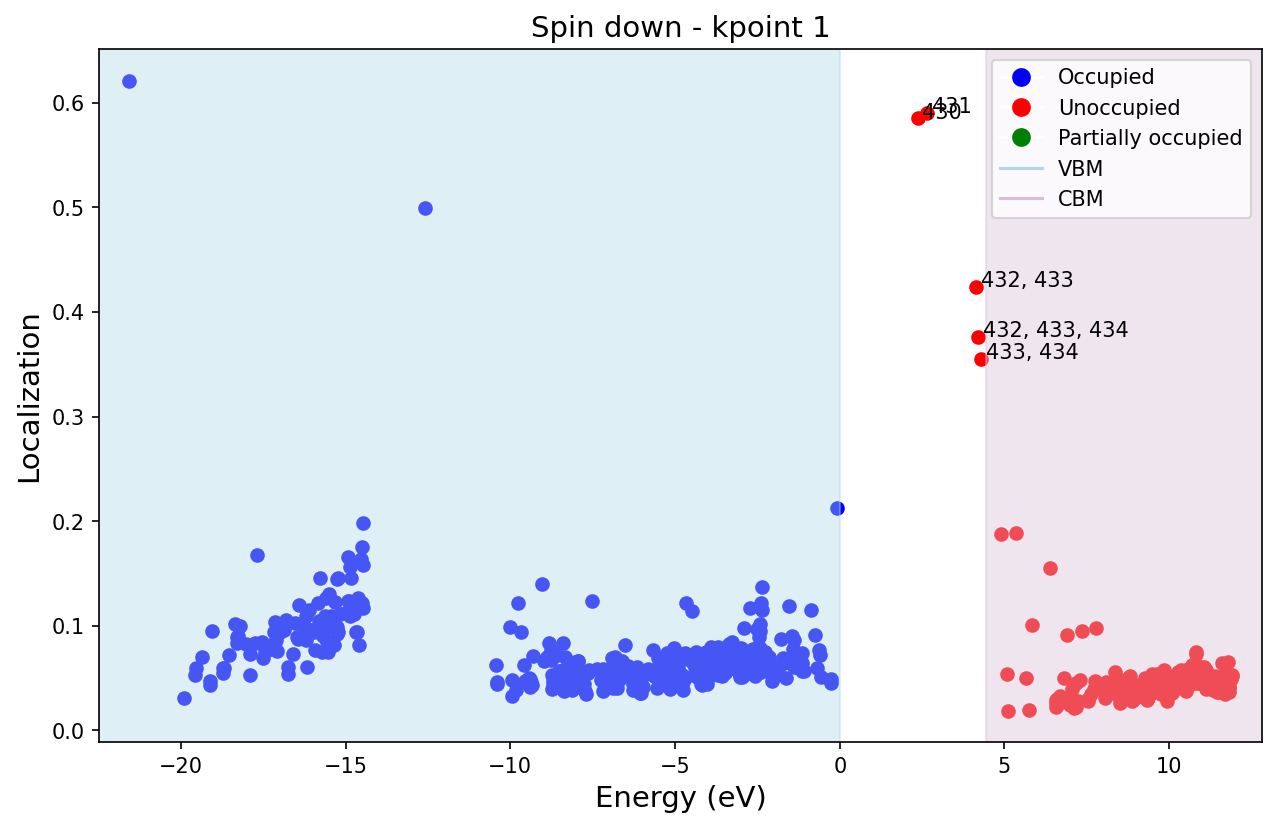 Spin down - kpoint 1
Localization
0.6
0.5
0.4
0.3
0.2
0.1
0.0
431
430
432, 433
432, 433, 434
433, 434
Occupied
Unoccupied
Partially occupied
VBM
CBM
−20
−15
−10
−5
0
5
10
Energy (eV)